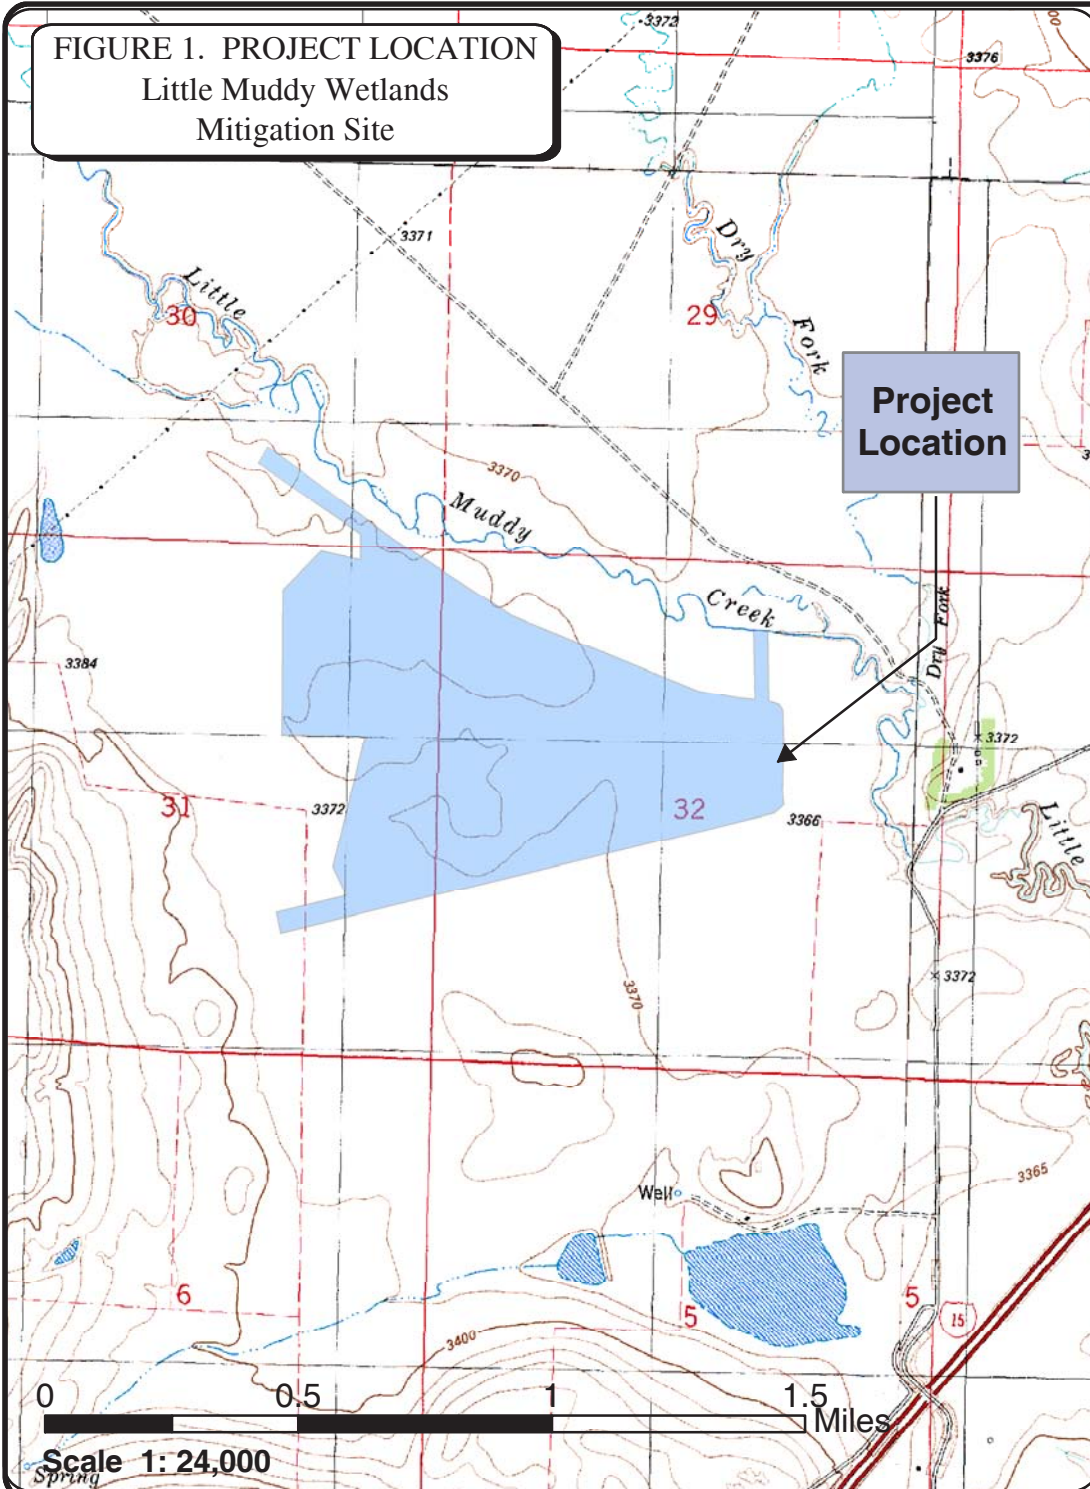 FIGURE 1. PROJECT LOCATION
Little Muddy Wetlands
Mitigation Site
3372
3376
3371
Dry
Fork
Little
30
29
Project
Location
3370
Muddy
Creek
Dry Fork
3384
3372
31
3372
32
3366
Little
3370
3372
Well
3365
6
5
5
15
3400
0 0.5 1 1.5
Miles
Scale 1: 24,000
Spring